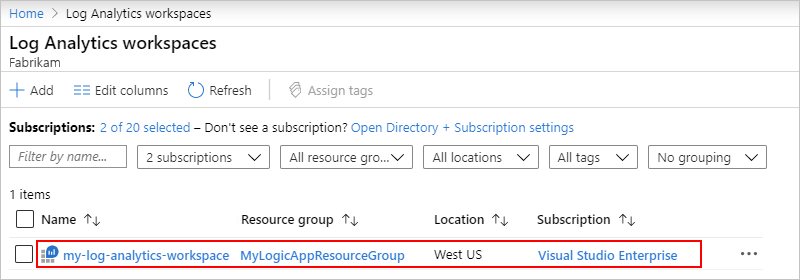 Home > Log Analytics workspaces
Log Analytics workspaces
Fabrikam
Add Edit columns Refresh Assign tags
Subscriptions: 2 of 20 selected – Don't see a subscription? Open Directory + Subscription settings
Filter by name... 2 subscriptions All resource gro... All locations All tags No grouping
1 items
Name Resource group Location Subscription
my-log-analytics-workspace MyLogicAppResourceGroup West US Visual Studio Enterprise